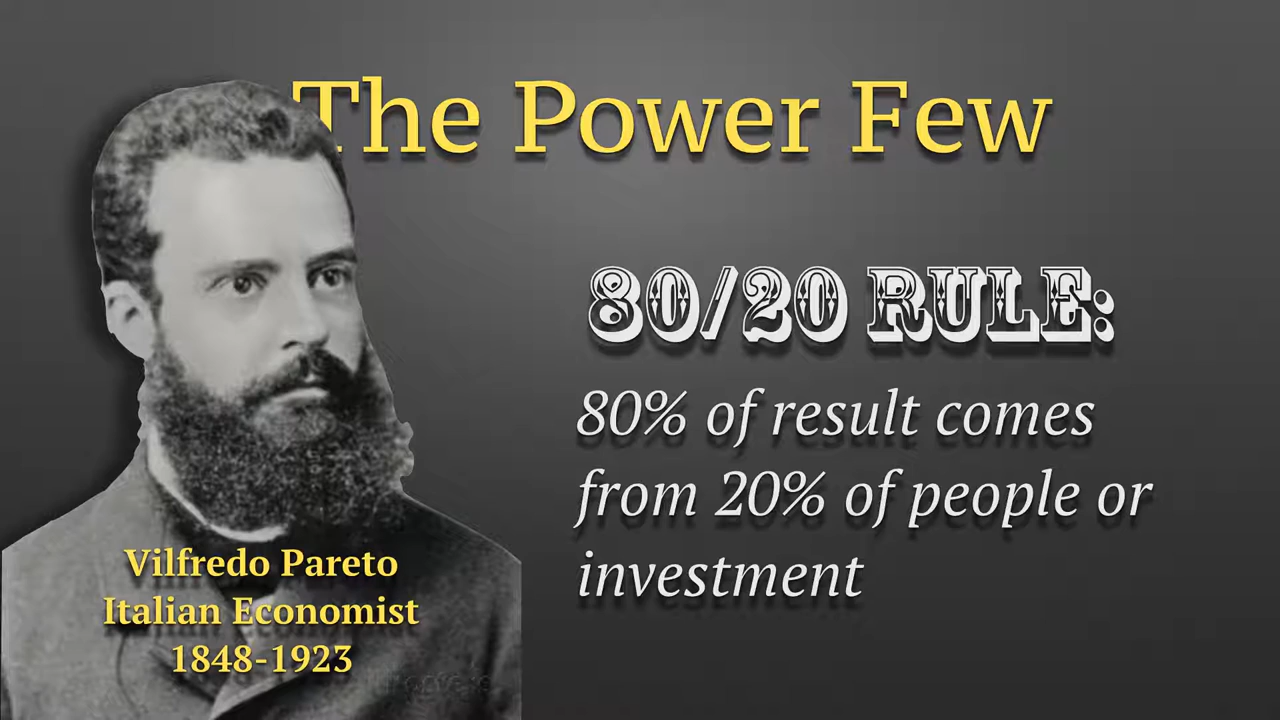 The Power Few
80/20 RULE:
80% of result comes
from 20% of people or
investment
Vilfredo Pareto
Italian Economist
1848-1923